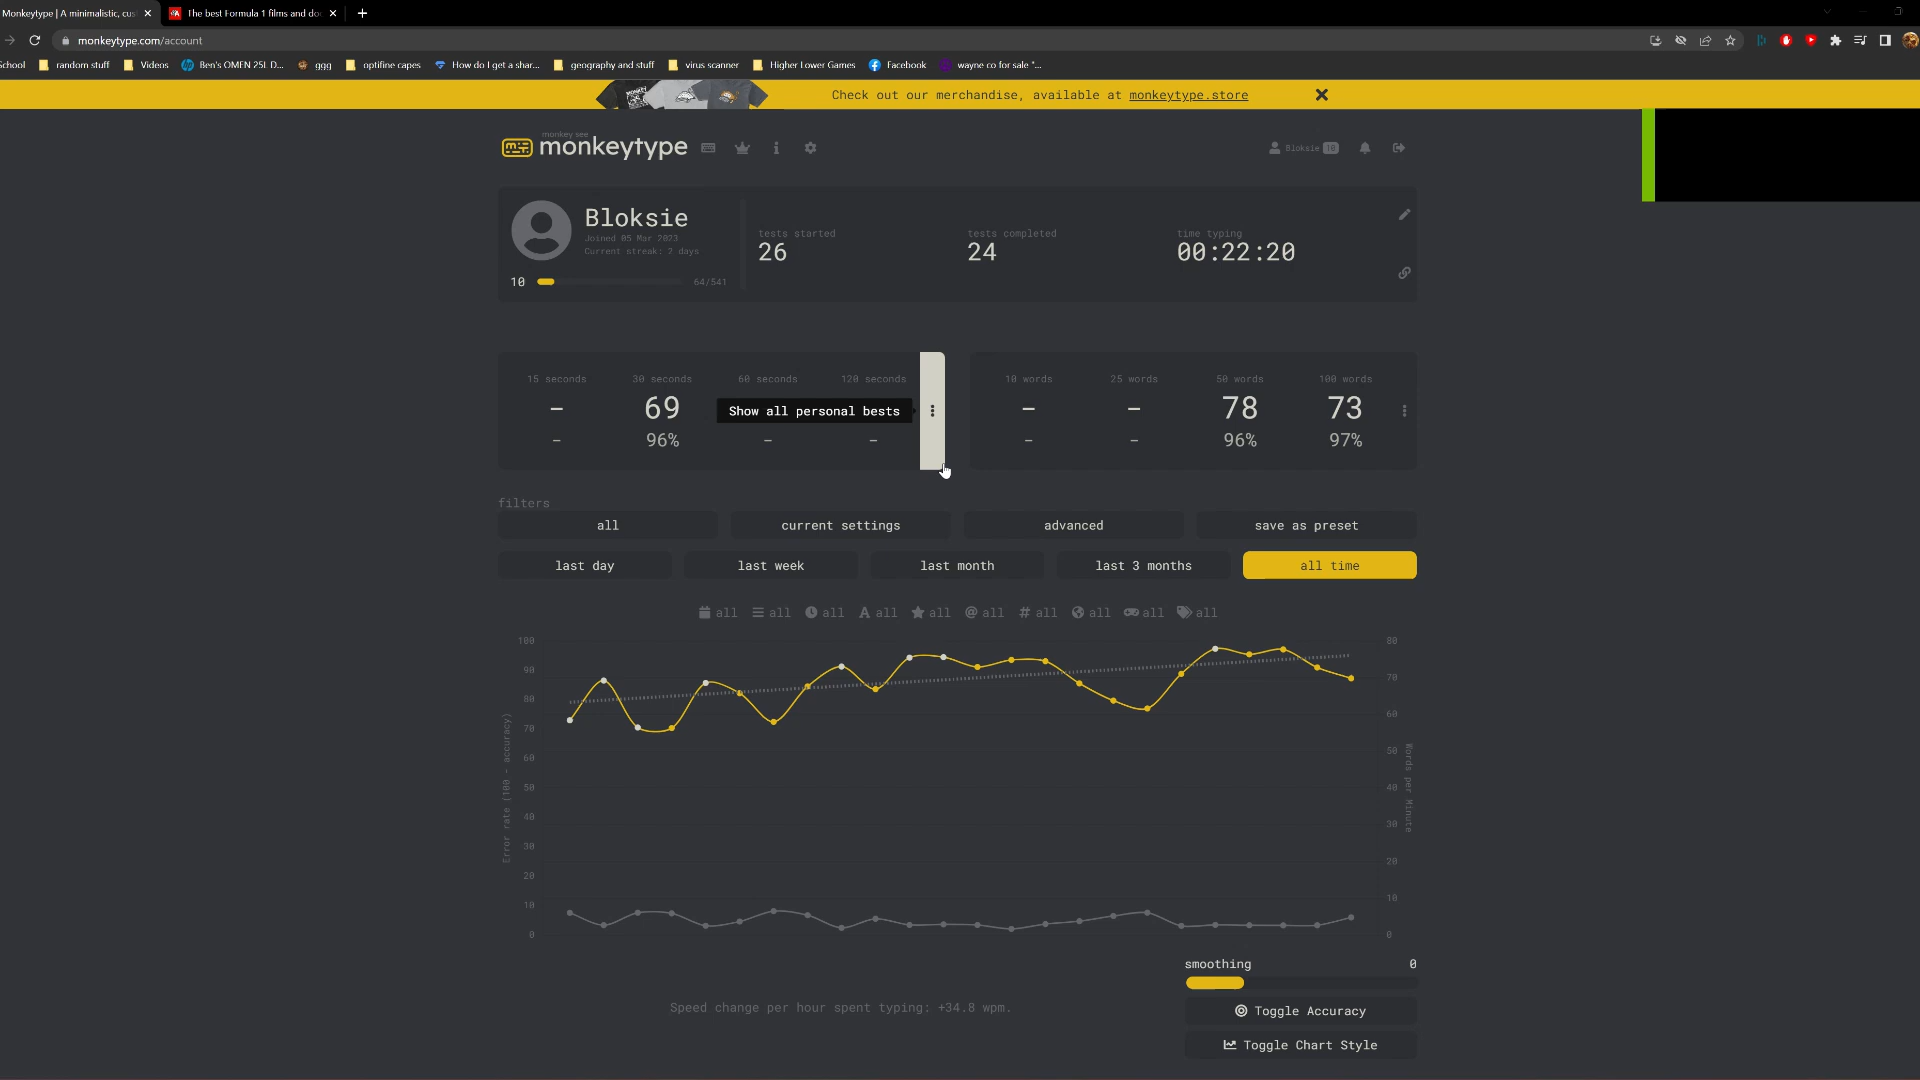 Monkeytype | A minimalistic, cus
The best Formula 1 films and do
monkeytype.com/account
School
random stuff
Videos
Ben's OMEN 25L D...
ggg
optifine capes
How do I get a shar...
geography and stuff
virus scanner
Higher Lower Games
Facebook
wayne co for sale "...
Check out our merchandise, available at monkeytype.store
monkey see
monkeytype
Bloksie 10
Bloksie
Joined 05 Mar 2023
Current streak: 2 days
10 64/541
tests started
26
tests completed
24
time typing
00:22:20
15 seconds 30 seconds 60 seconds 120 seconds
- 69
Show all personal bests
- 96% - -
10 words 25 words 50 words 100 words
- - 78 73
- - 96% 97%
filters
all current settings advanced save as preset
last day last week last month last 3 months all time
all all all all all all all all all all
100
90
80
70
60
50
40
30
20
10
0
Error rate (100 - accuracy)
80
70
60
50
40
30
20
10
0
Words per Minute
smoothing 0
Speed change per hour spent typing: +34.8 wpm.
Toggle Accuracy
Toggle Chart Style